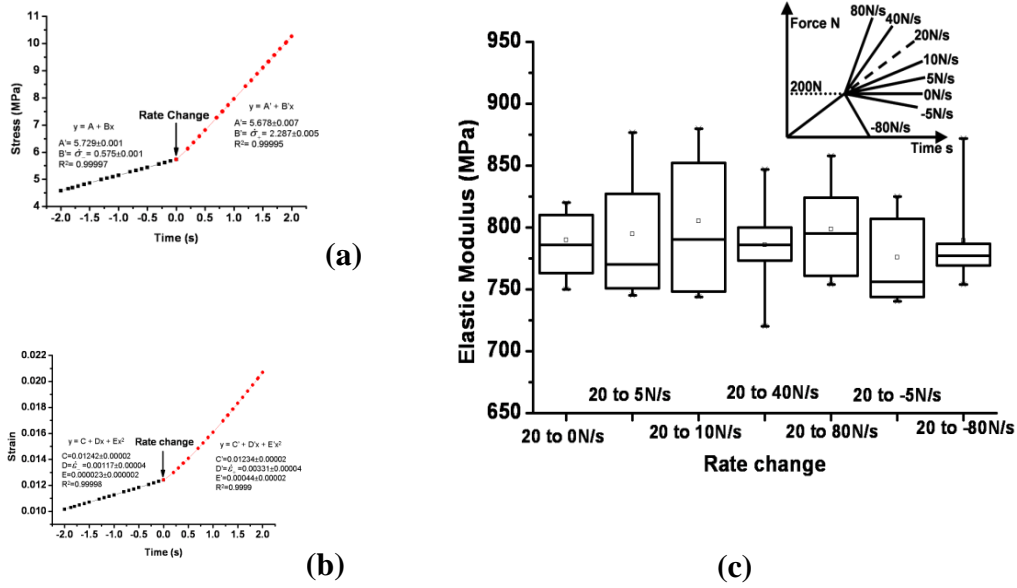 Stress (MPa)
11
10
9
8
7
6
5
4
y = A + Bx
A'= 5.729±0.001
B'= σ̇₋ = 0.575±0.001
R²= 0.99997
Rate Change
y = A' + B'x
A'= 5.678±0.007
B'= σ̇₊ = 2.287±0.005
R²= 0.99995
-2.0 -1.5 -1.0 -0.5 0.0 0.5 1.0 1.5 2.0
Time (s)
(a)
Strain
0.022
0.020
0.018
0.016
0.014
0.012
0.010
y = C + Dx + Ex²
C=0.01242±0.00002
D= ε̇₋ =0.00117±0.00004
E=0.000023±0.000002
R²=0.99998
Rate change
y = C' + D'x + E'x²
C'=0.01234±0.00002
D'= ε̇₊ =0.00331±0.00004
E'=0.00044±0.00002
R²=0.9999
-2.0 -1.5 -1.0 -0.5 0.0 0.5 1.0 1.5 2.0
Time (s)
(b)
Elastic Modulus (MPa)
950
900
850
800
750
700
650
Force N
80N/s
40N/s
20N/s
10N/s
5N/s
0N/s
-5N/s
-80N/s
200N
Time s
20 to 5N/s 20 to 40N/s 20 to -5N/s
20 to 0N/s 20 to 10N/s 20 to 80N/s 20 to -80N/s
Rate change
(c)